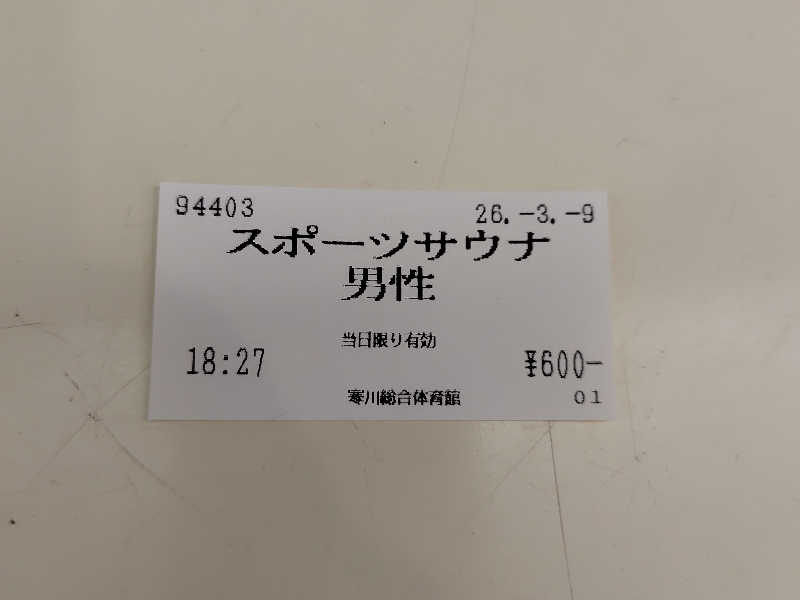 94403
26.-3.-9
スポーツサウナ
男性
当日限り有効
18:27
¥600-
寒川総合体育館
01